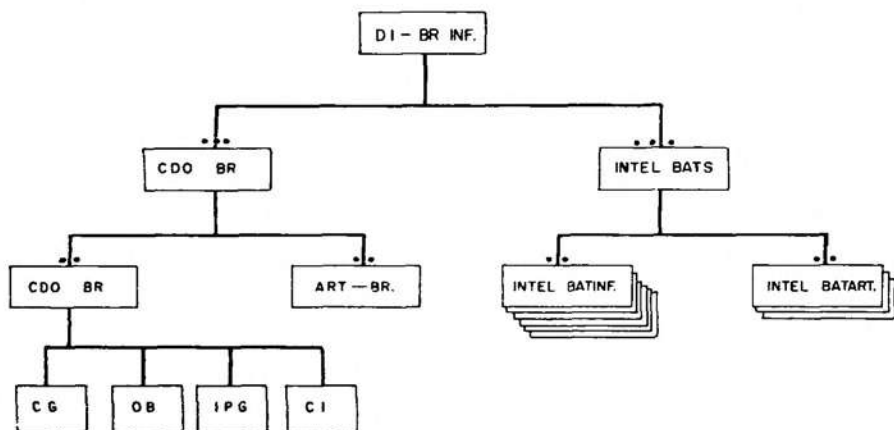 DI-BR INF.
CDO BR
INTEL BATS
CDO BR
ART-BR.
INTEL BATINF.
INTEL BATART.
CG
OB
IPG
CI